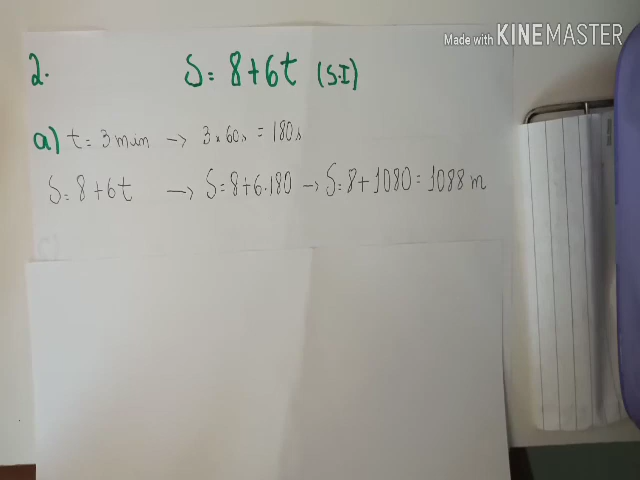 Made with KINEMASTER
2. S = 8+6t (S.I)
a) t = 3 min → 3 x 60s = 180s
S = 8+6t → S = 8+6.180 → S = 8+1080 = 1088 m